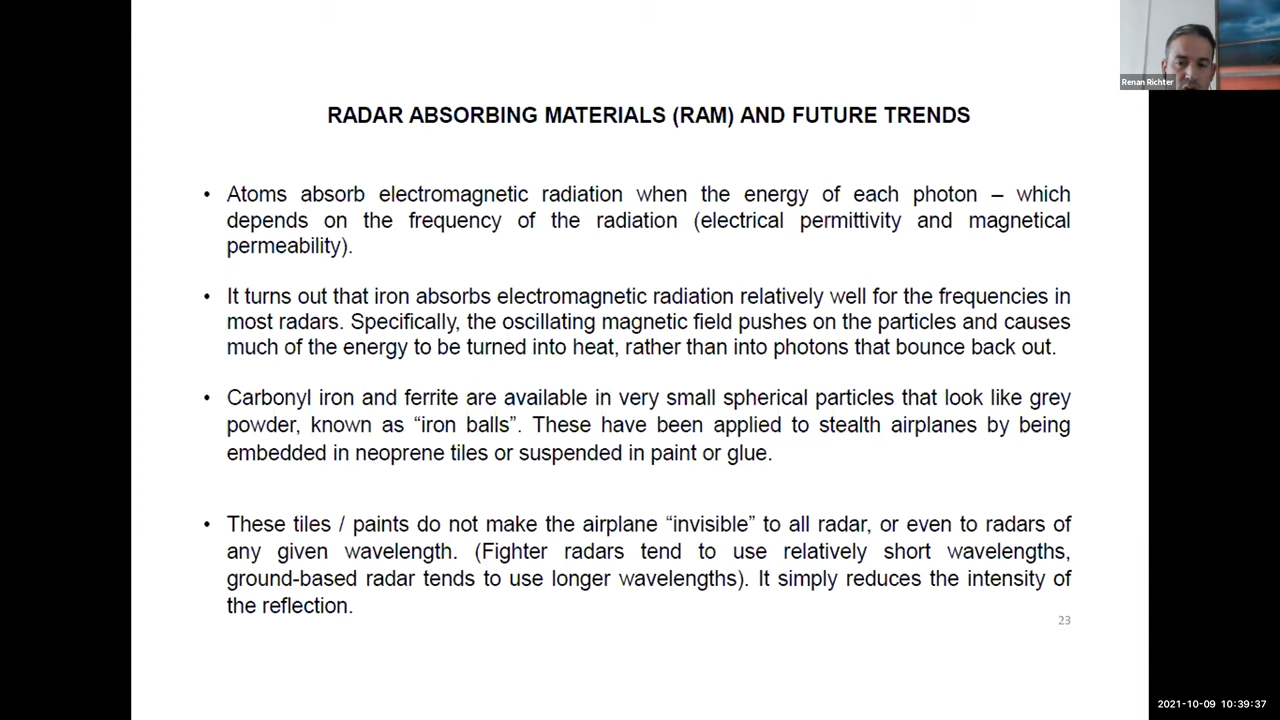 Renan Richter
RADAR ABSORBING MATERIALS (RAM) AND FUTURE TRENDS
• Atoms absorb electromagnetic radiation when the energy of each photon – which
depends on the frequency of the radiation (electrical permittivity and magnetical
permeability).
• It turns out that iron absorbs electromagnetic radiation relatively well for the frequencies in
most radars. Specifically, the oscillating magnetic field pushes on the particles and causes
much of the energy to be turned into heat, rather than into photons that bounce back out.
• Carbonyl iron and ferrite are available in very small spherical particles that look like grey
powder, known as “iron balls”. These have been applied to stealth airplanes by being
embedded in neoprene tiles or suspended in paint or glue.
• These tiles / paints do not make the airplane “invisible” to all radar, or even to radars of
any given wavelength. (Fighter radars tend to use relatively short wavelengths,
ground-based radar tends to use longer wavelengths). It simply reduces the intensity of
the reflection.
23
2021-10-09 10:39:37